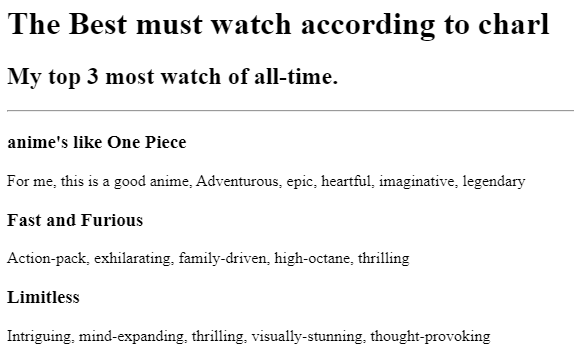 The Best must watch according to charl
My top 3 most watch of all-time.
anime's like One Piece
For me, this is a good anime, Adventurous, epic, heartful, imaginative, legendary
Fast and Furious
Action-pack, exhilarating, family-driven, high-octane, thrilling
Limitless
Intriguing, mind-expanding, thrilling, visually-stunning, thought-provoking